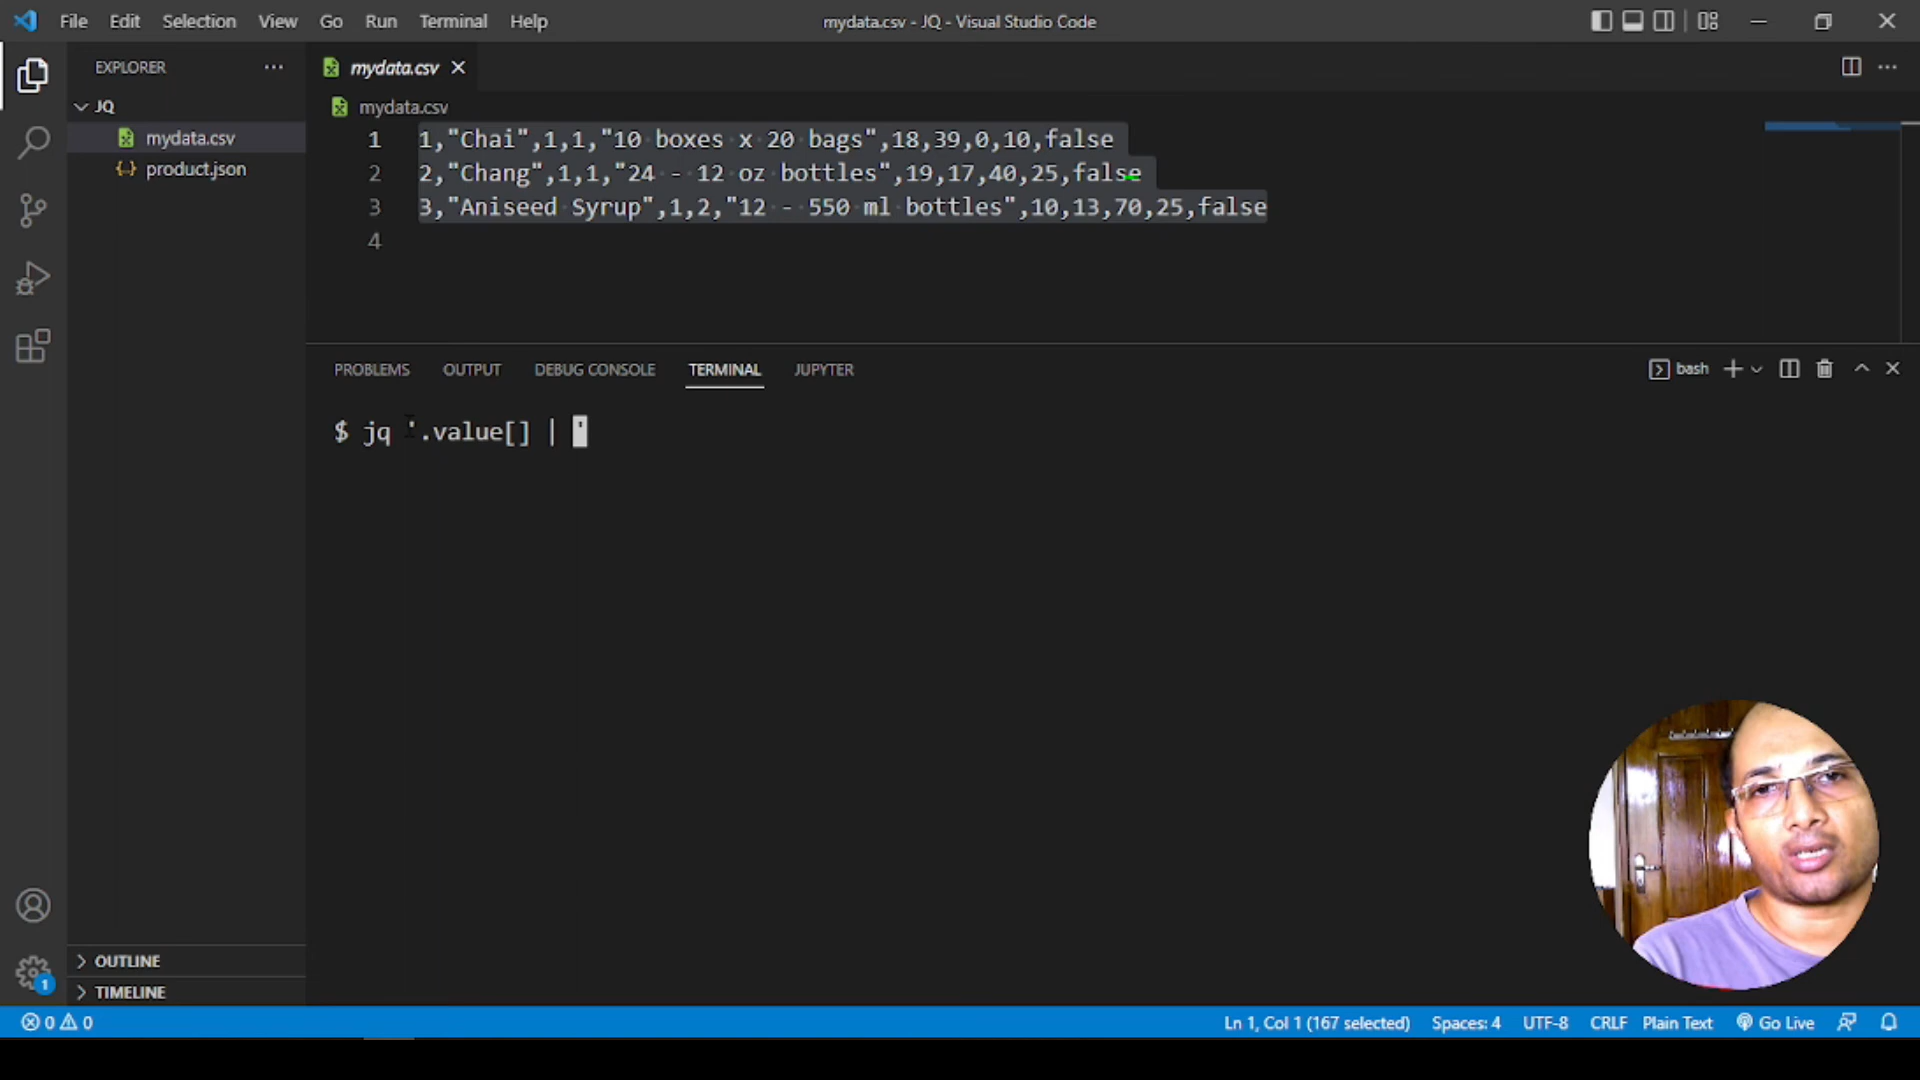 File Edit Selection View Go Run Terminal Help
mydata.csv - JQ - Visual Studio Code
EXPLORER
JQ
mydata.csv
product.json
OUTLINE
TIMELINE
mydata.csv
mydata.csv
1 1,"Chai",1,1,"10 boxes x 20 bags",18,39,0,10,false
2 2,"Chang",1,1,"24 - 12 oz bottles",19,17,40,25,false
3 3,"Aniseed Syrup",1,2,"12 - 550 ml bottles",10,13,70,25,false
4
PROBLEMS OUTPUT DEBUG CONSOLE TERMINAL JUPYTER
bash
$ jq '.value[] | '
1
0 0
Ln 1, Col 1 (167 selected) Spaces: 4 UTF-8 CRLF Plain Text Go Live